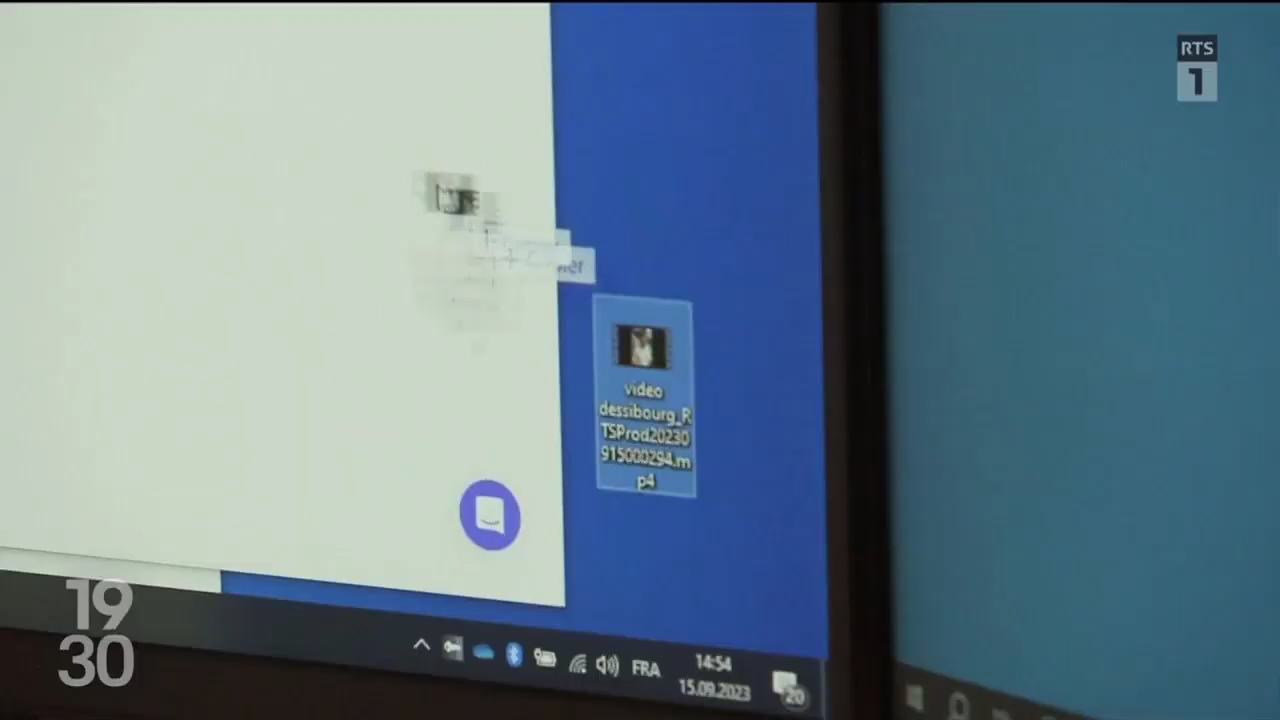 RTS
1
video
dessibourg_R
TSProd20230
915000294.m
p4
FRA
14:54
15.09.2023
20
19
30